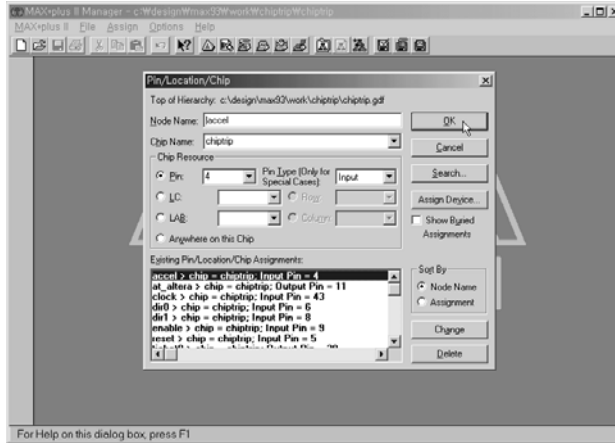 MAX+plus II Manager - c:₩design₩max93₩work₩chiptrip₩chiptrip
MAX+plus II File Assign Options Help
Pin/Location/Chip
Top of Hierarchy: c:\design\max93\work\chiptrip\chiptrip.gdf
Node Name: |accel
OK
Chip Name: chiptrip
Cancel
Chip Resource
Pin: 4
Pin Type (Only for Special Cases): Input
Search...
LC:
Row:
Assign Device...
LAB:
Column:
Show Buried Assignments
Anywhere on this Chip
Existing Pin/Location/Chip Assignments:
accel > chip = chiptrip; Input Pin = 4
at_altera > chip = chiptrip; Output Pin = 11
clock > chip = chiptrip; Input Pin = 43
dir0 > chip = chiptrip; Input Pin = 6
dir1 > chip = chiptrip; Input Pin = 8
enable > chip = chiptrip; Input Pin = 9
reset > chip = chiptrip; Input Pin = 5
Sort By
Node Name
Assignment
Change
Delete
For Help on this dialog box, press F1